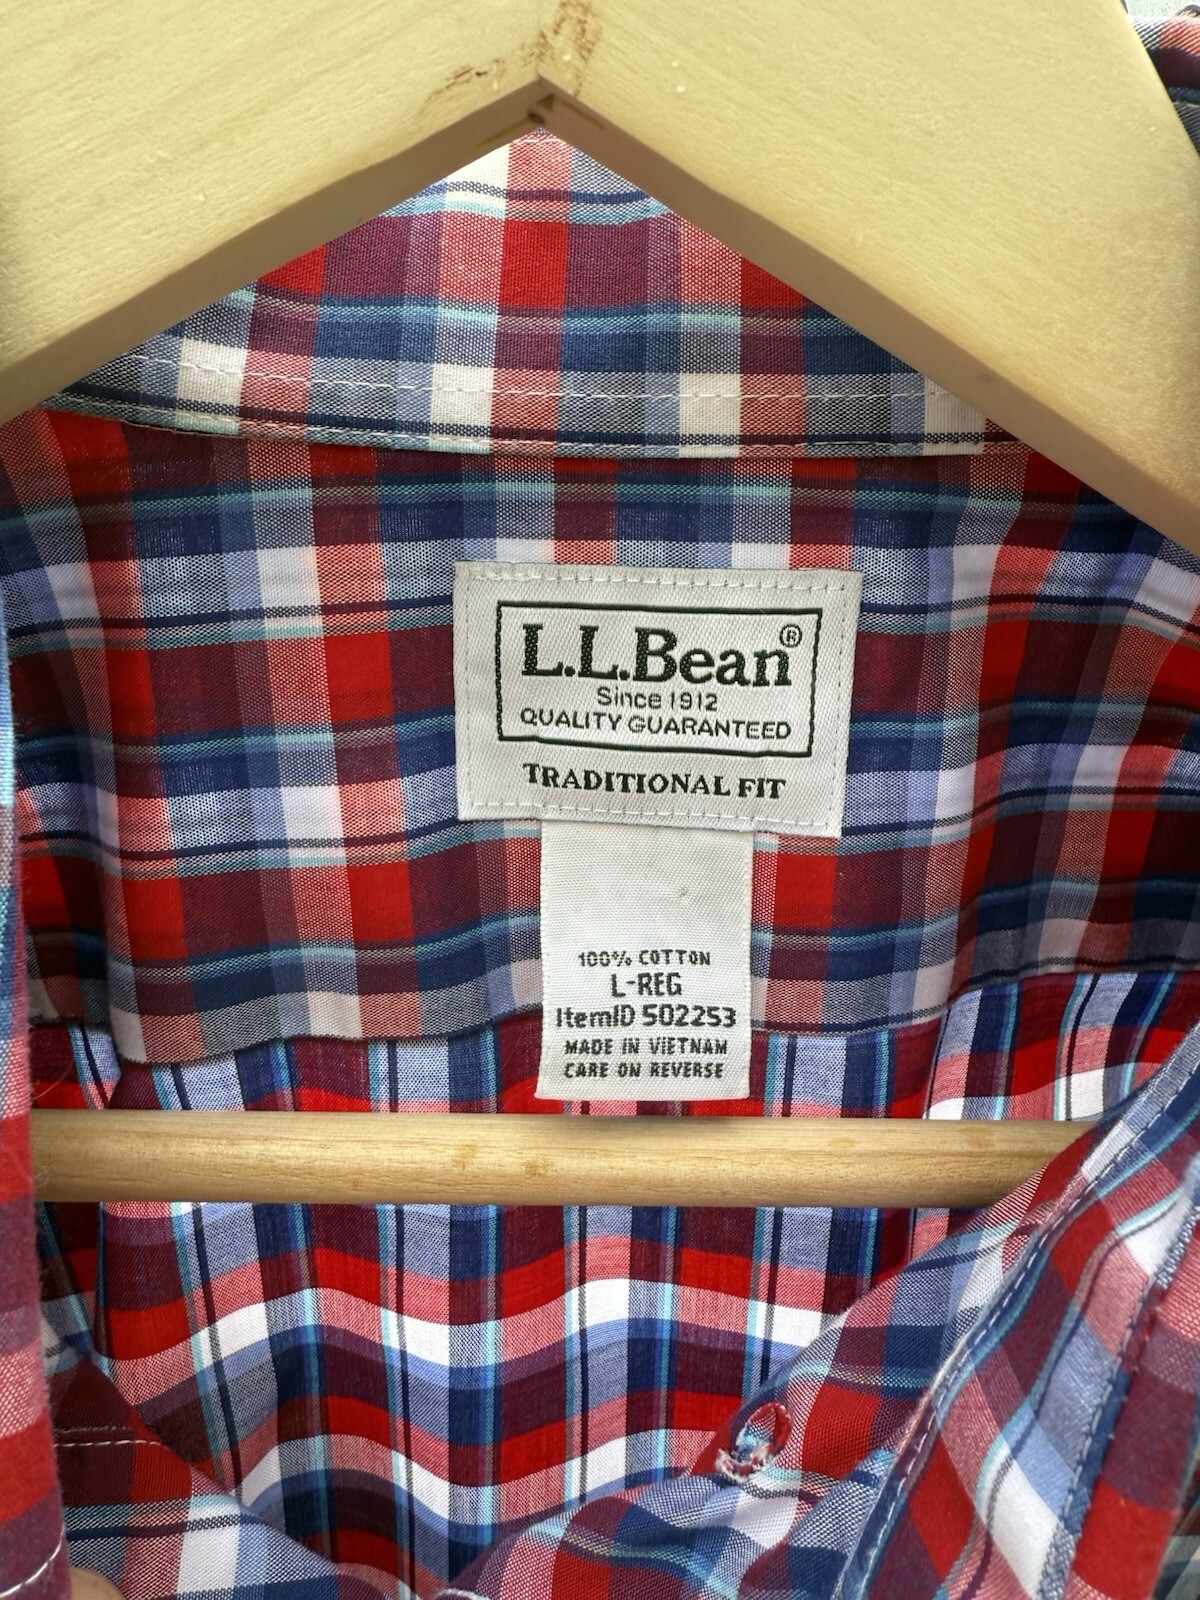 L.L.Bean®
Since 1912
QUALITY GUARANTEED
TRADITIONAL FIT
100% COTTON
L-REG
ItemID 502253
MADE IN VIETNAM
CARE ON REVERSE